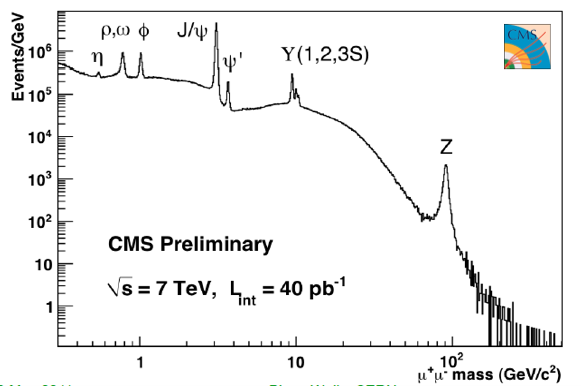 Events/GeV
10⁶
10⁵
10⁴
10³
10²
10
1
η
ρ,ω
ϕ
J/ψ
ψ'
Υ(1,2,3S)
Z
CMS
CMS Preliminary
√s = 7 TeV, L_int = 40 pb⁻¹
1
10
10²
μ⁺μ⁻ mass (GeV/c²)